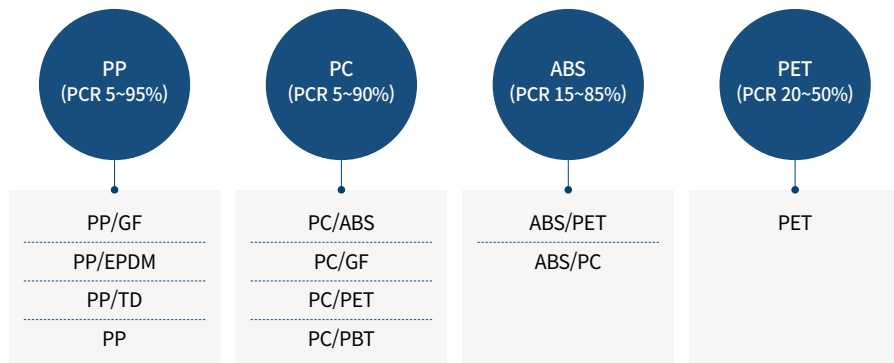 PP
(PCR 5~95%)
PP/GF
PP/EPDM
PP/TD
PP
PC
(PCR 5~90%)
PC/ABS
PC/GF
PC/PET
PC/PBT
ABS
(PCR 15~85%)
ABS/PET
ABS/PC
PET
(PCR 20~50%)
PET